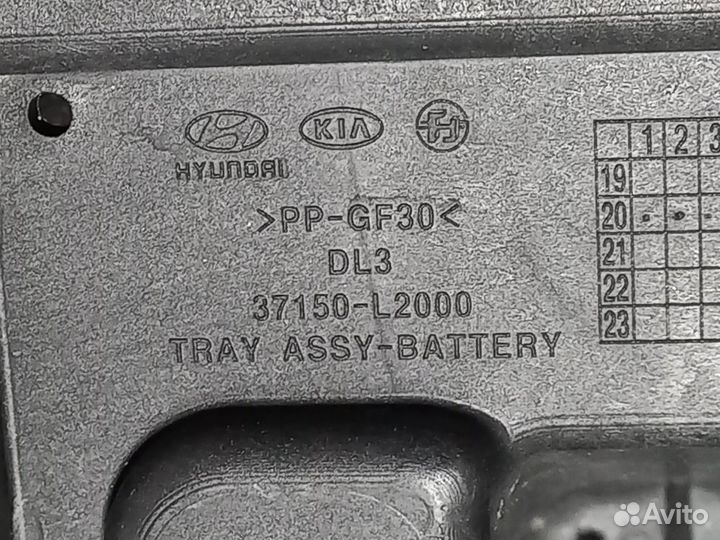 HYUNDAI
KIA
>PP-GF30<
DL3
37150-L2000
TRAY ASSY-BATTERY
1 2 3
19
20
21
22
23
Avito